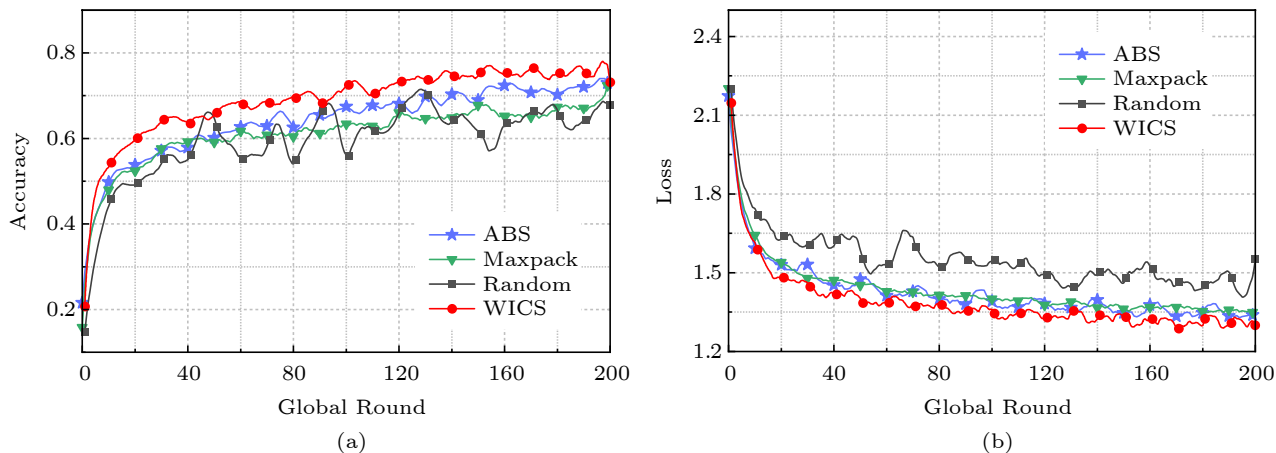 0.8
0.6
0.4
0.2
Accuracy
ABS
Maxpack
Random
WICS
0 40 80 120 160 200
Global Round
(a)
2.4
2.1
1.8
1.5
1.2
Loss
ABS
Maxpack
Random
WICS
0 40 80 120 160 200
Global Round
(b)